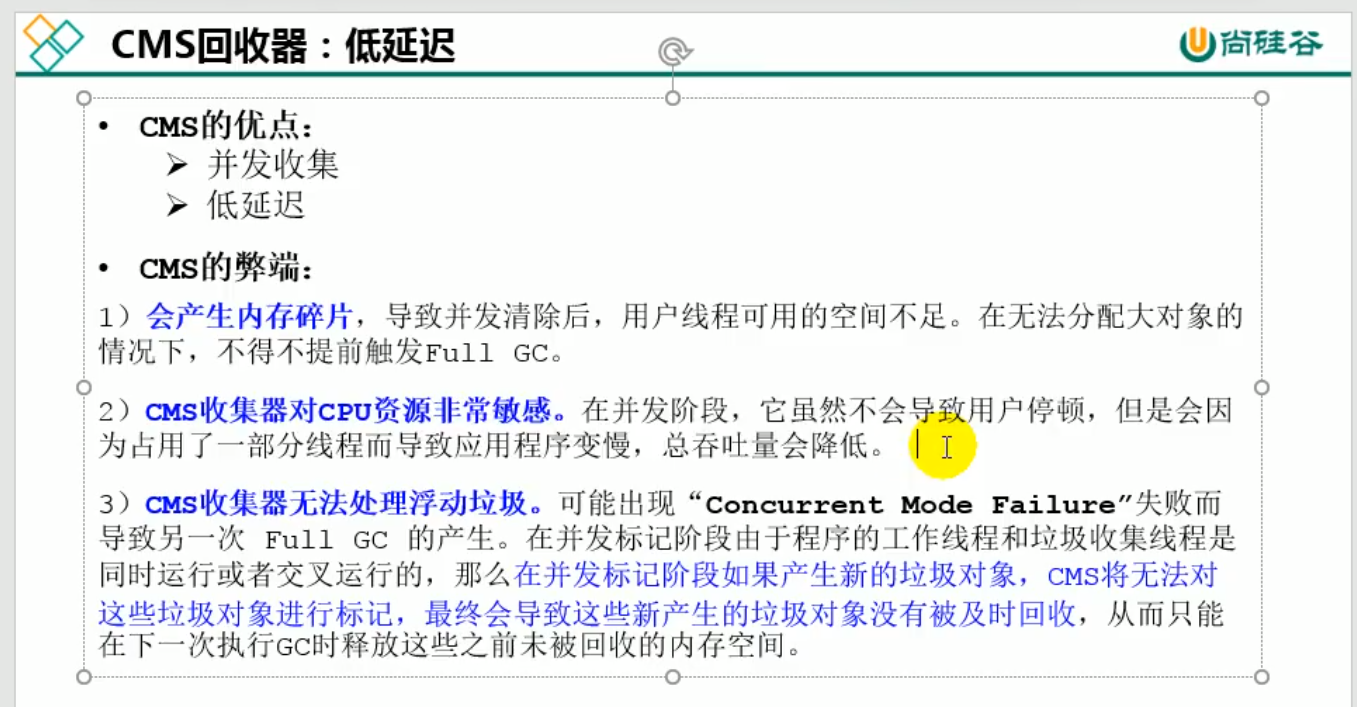 CMS回收器：低延迟
尚硅谷
• CMS的优点：
➢ 并发收集
➢ 低延迟
• CMS的弊端：
1）会产生内存碎片，导致并发清除后，用户线程可用的空间不足。在无法分配大对象的
情况下，不得不提前触发Full GC。
2）CMS收集器对CPU资源非常敏感。在并发阶段，它虽然不会导致用户停顿，但是会因
为占用了一部分线程而导致应用程序变慢，总吞吐量会降低。
3）CMS收集器无法处理浮动垃圾。可能出现“Concurrent Mode Failure”失败而
导致另一次 Full GC 的产生。在并发标记阶段由于程序的工作线程和垃圾收集线程是
同时运行或者交叉运行的，那么在并发标记阶段如果产生新的垃圾对象，CMS将无法对
这些垃圾对象进行标记，最终会导致这些新产生的垃圾对象没有被及时回收，从而只能
在下一次执行GC时释放这些之前未被回收的内存空间。